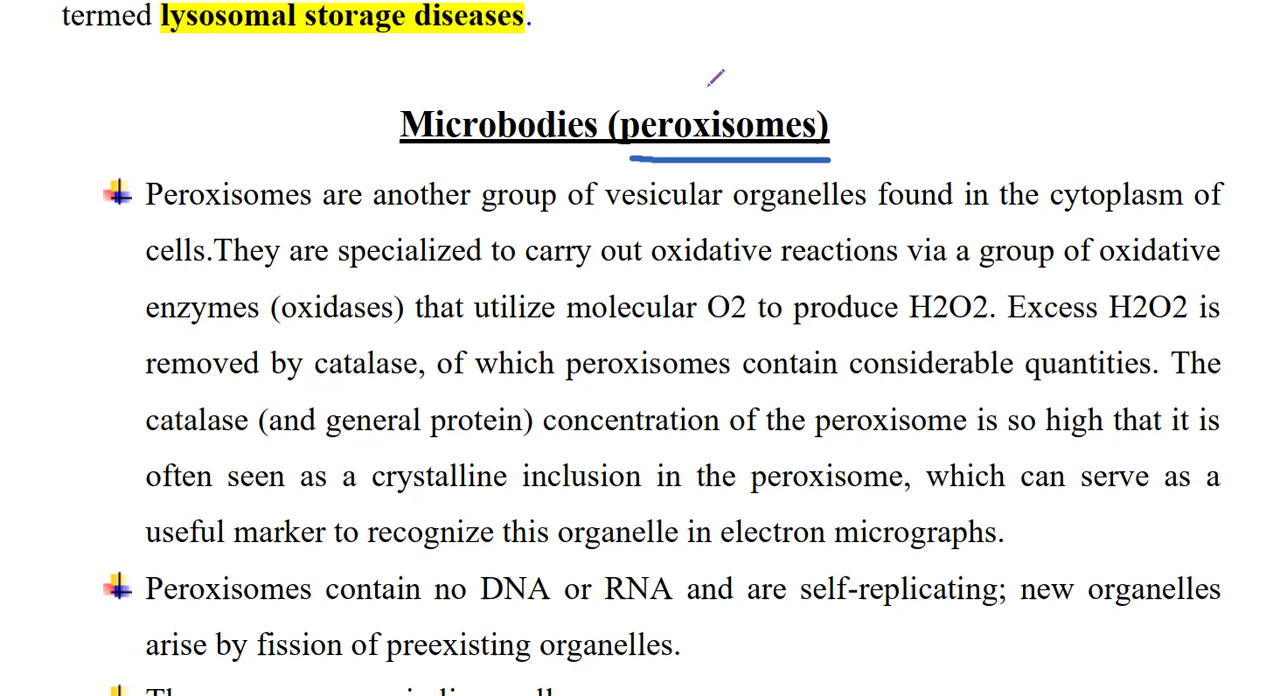 termed lysosomal storage diseases.
Microbodies (peroxisomes)
Peroxisomes are another group of vesicular organelles found in the cytoplasm of
cells.They are specialized to carry out oxidative reactions via a group of oxidative
enzymes (oxidases) that utilize molecular O2 to produce H2O2. Excess H2O2 is
removed by catalase, of which peroxisomes contain considerable quantities. The
catalase (and general protein) concentration of the peroxisome is so high that it is
often seen as a crystalline inclusion in the peroxisome, which can serve as a
useful marker to recognize this organelle in electron micrographs.
Peroxisomes contain no DNA or RNA and are self-replicating; new organelles
arise by fission of preexisting organelles.